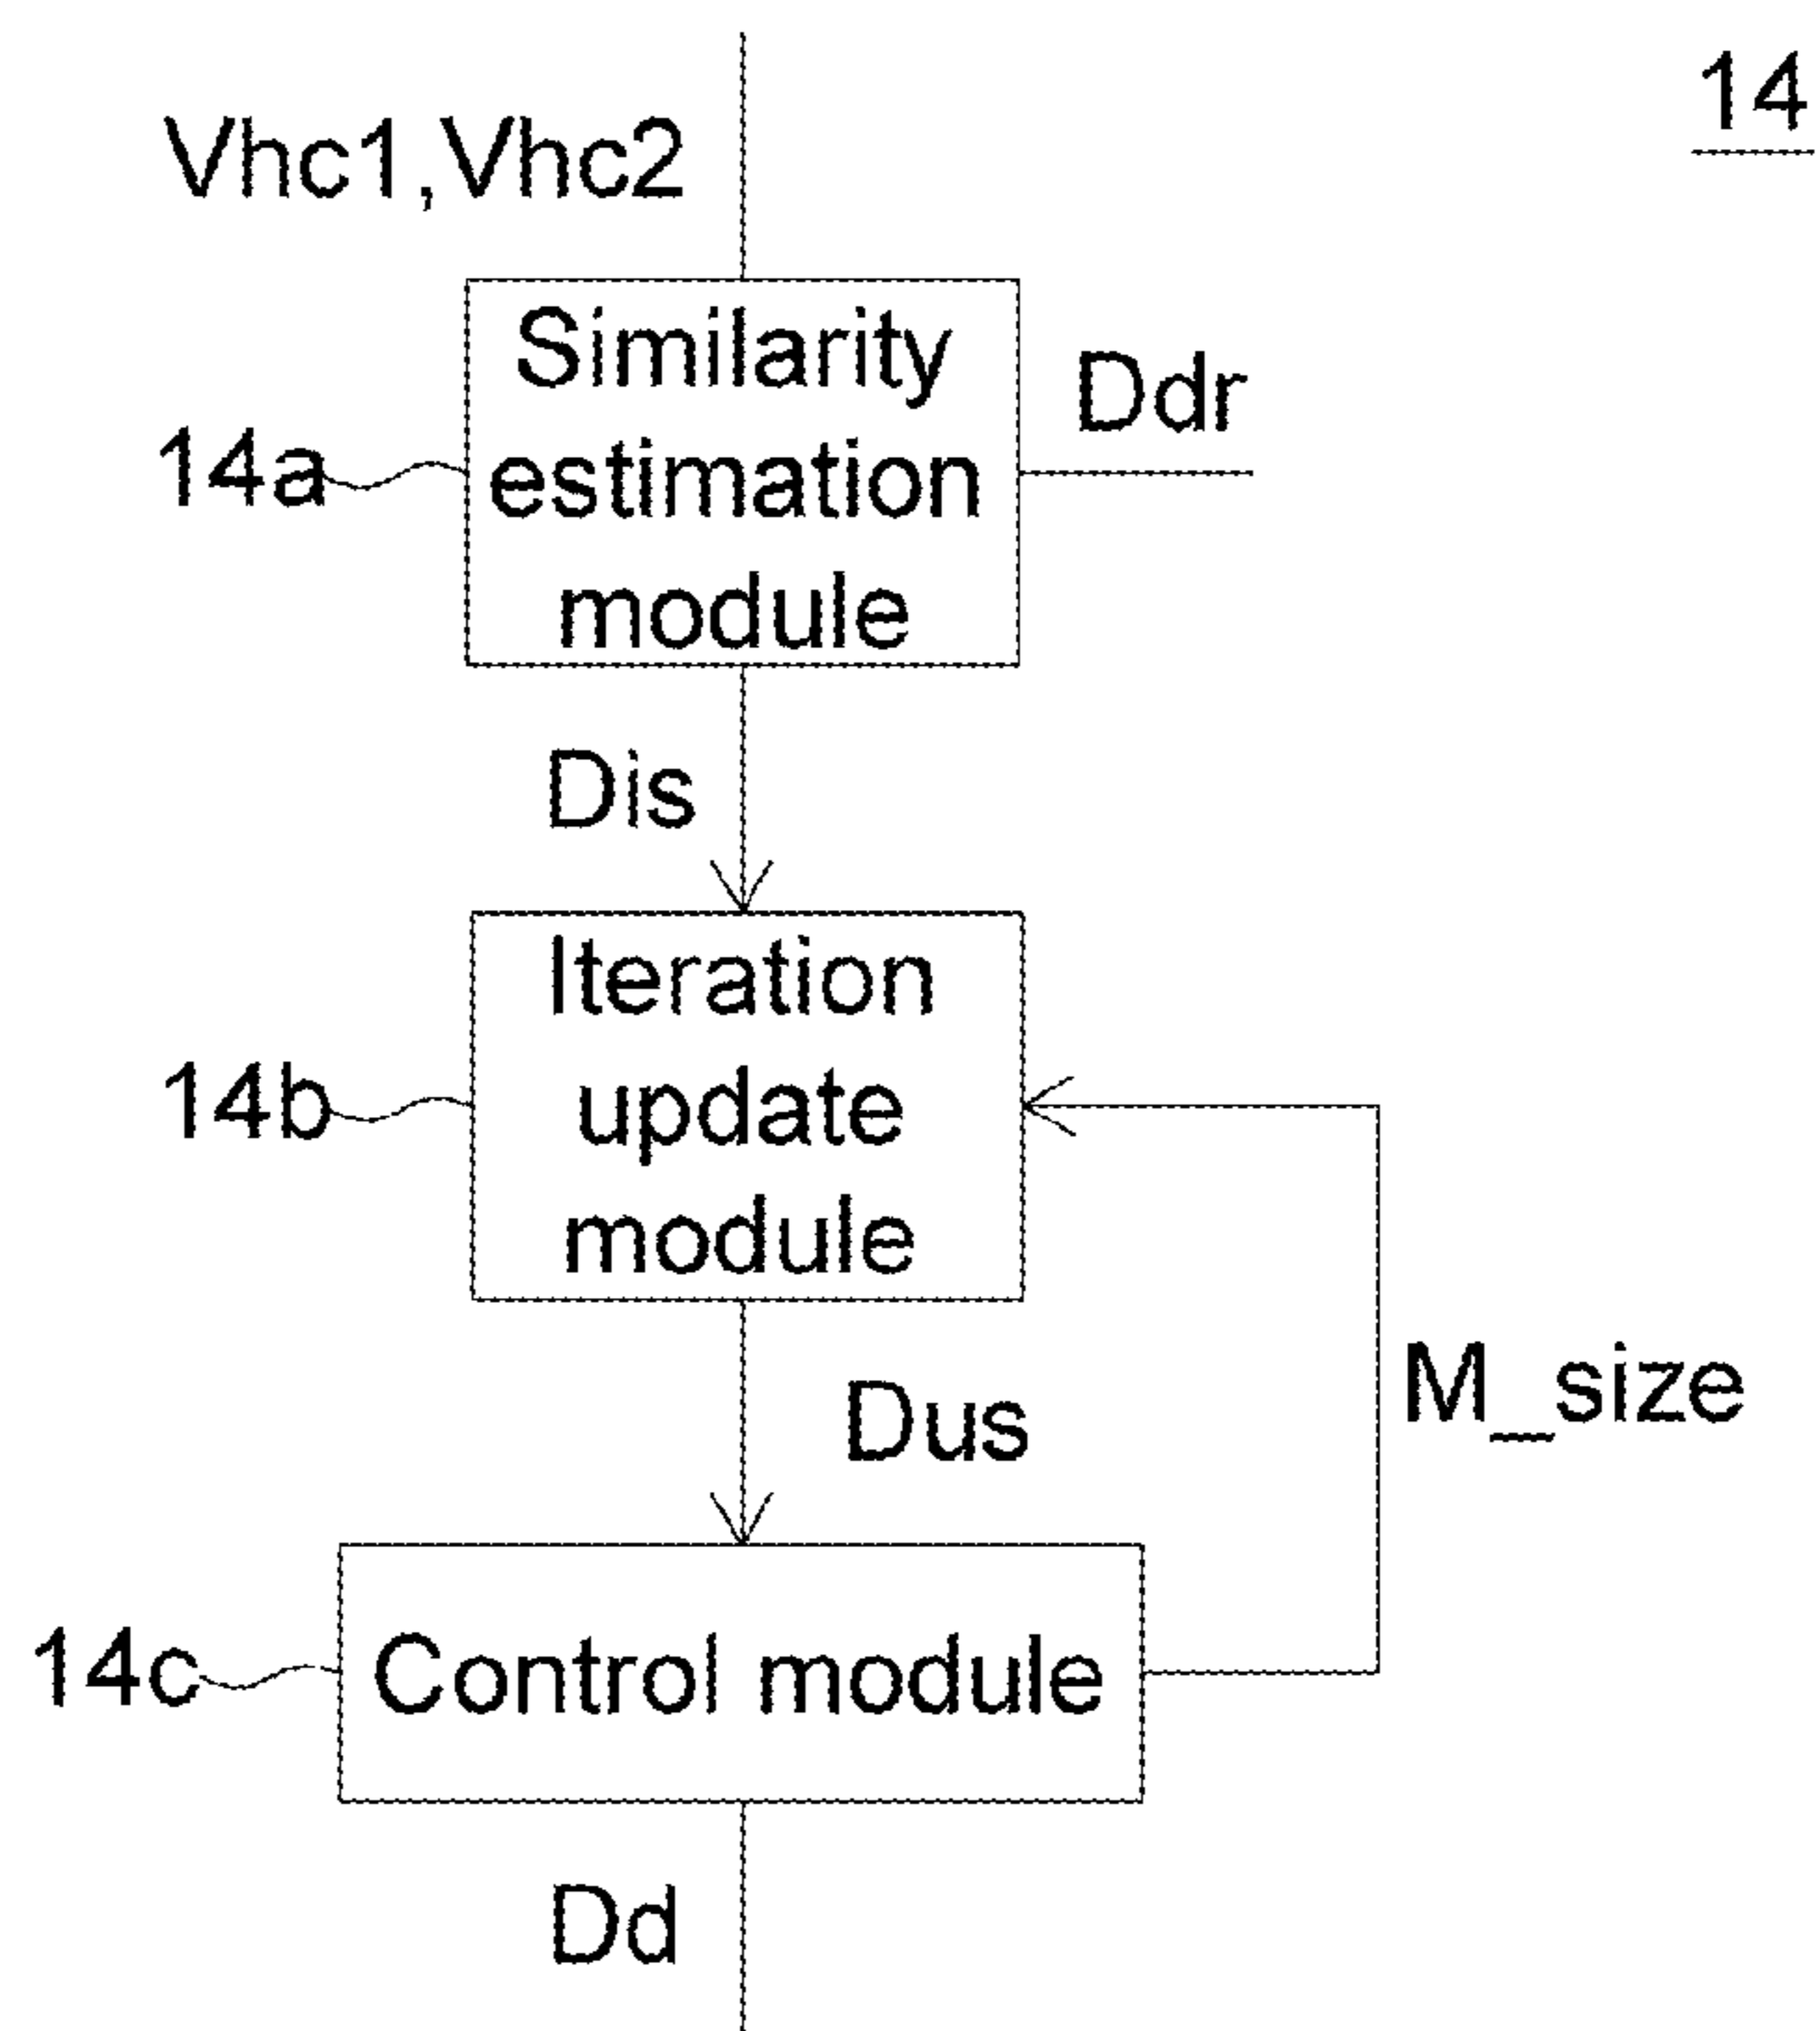 14
Vhc1,Vhc2
Similarity
estimation
module
Ddr
14a
Dis
Iteration
update
module
14b
Dus
M_size
14c
Control module
Dd